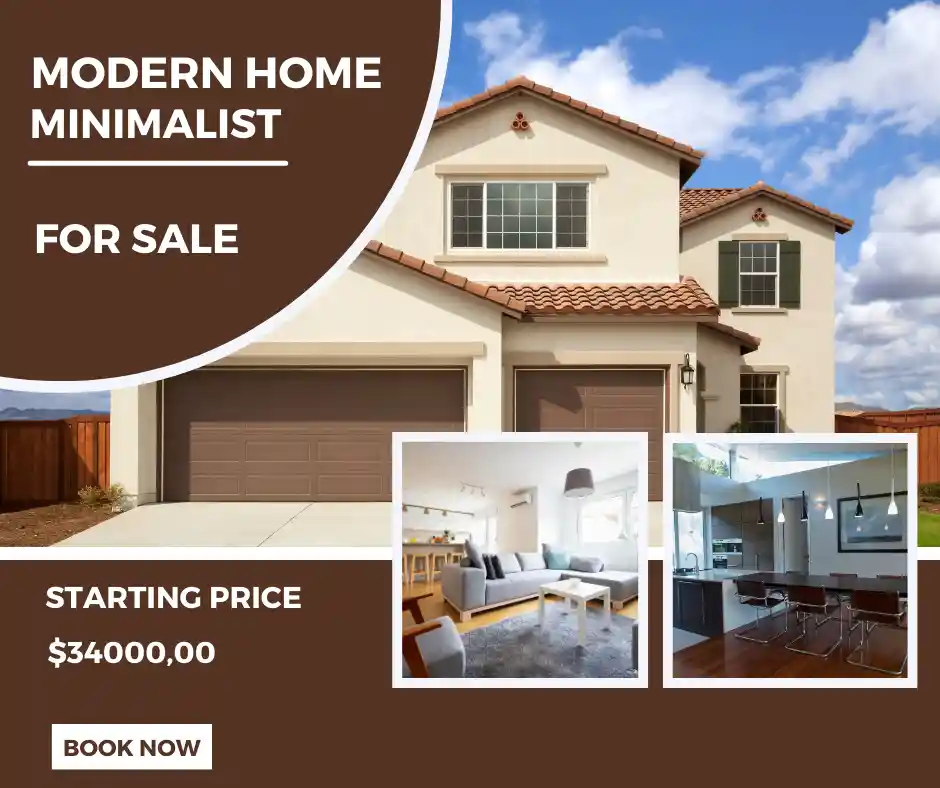 MODERN HOME
MINIMALIST
FOR SALE
STARTING PRICE
$34000,00
BOOK NOW